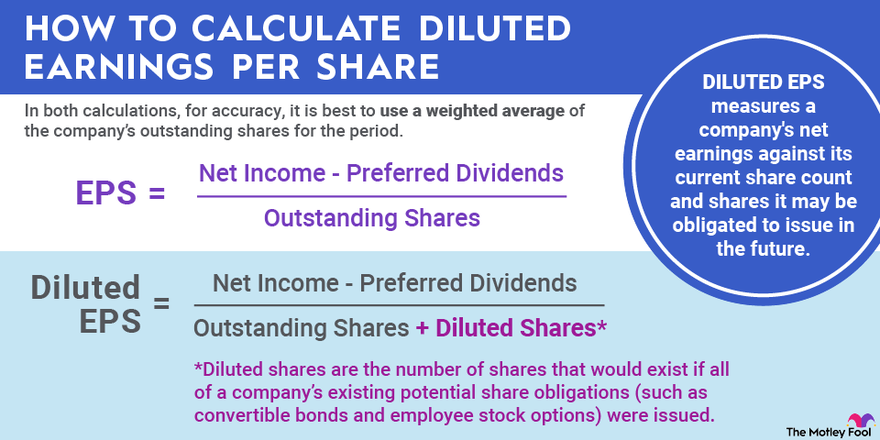 HOW TO CALCULATE DILUTED
EARNINGS PER SHARE
In both calculations, for accuracy, it is best to use a weighted average of
the company's outstanding shares for the period.
EPS =
Net Income - Preferred Dividends
Outstanding Shares
DILUTED EPS
measures a
company's net
earnings against its
current share count
and shares it may be
obligated to issue in
the future.
Diluted
EPS
=
Net Income - Preferred Dividends
Outstanding Shares + Diluted Shares*
*Diluted shares are the number of shares that would exist if all
of a company's existing potential share obligations (such as
convertible bonds and employee stock options) were issued.
The Motley Fool